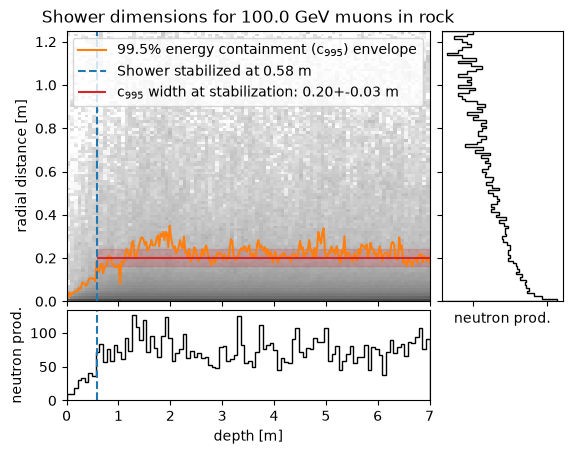 Shower dimensions for 100.0 GeV muons in rock
99.5% energy containment (c₉₉₅) envelope
Shower stabilized at 0.58 m
c₉₉₅ width at stabilization: 0.20+-0.03 m
radial distance [m]
1.2
1.0
0.8
0.6
0.4
0.2
0.0
neutron prod.
neutron prod.
100
50
0
0 1 2 3 4 5 6 7
depth [m]